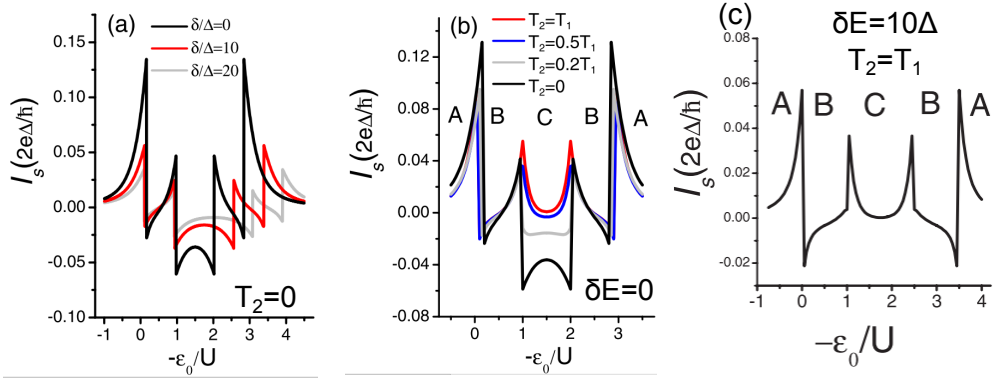 (a)
δ/Δ=0
δ/Δ=10
δ/Δ=20
0.15
0.10
0.05
0.00
-0.05
-0.10
I_s(2eΔ/ħ)
T₂=0
-1 0 1 2 3 4
-ε₀/U
(b)
T₂=T₁
T₂=0.5T₁
T₂=0.2T₁
T₂=0
A B C B A
0.12
0.08
0.04
0.00
-0.04
-0.08
I_s(2eΔ/ħ)
δE=0
0 1 2 3
-ε₀/U
(c)
δE=10Δ
T₂=T₁
A B C B A
0.08
0.06
0.04
0.02
0.00
-0.02
I_s(2eΔ/ħ)
-1 0 1 2 3 4
−ε₀/U